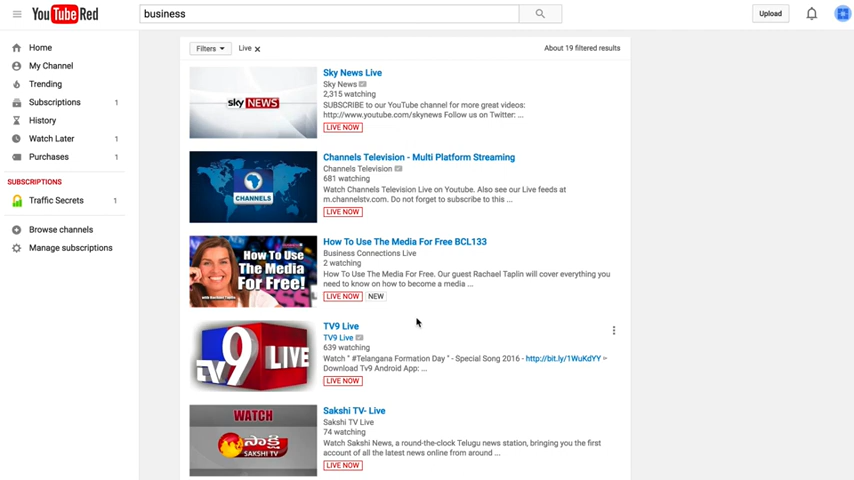 YouTube Red
business
Upload
Home
My Channel
Trending
Subscriptions 1
History
Watch Later 1
Purchases 1
SUBSCRIPTIONS
Traffic Secrets 1
Browse channels
Manage subscriptions
Filters
Live x
About 19 filtered results
sky NEWS
Sky News Live
Sky News
2,315 watching
SUBSCRIBE to our YouTube channel for more great videos:
http://www.youtube.com/skynews Follow us on Twitter: ...
LIVE NOW
CHANNELS
Channels Television - Multi Platform Streaming
Channels Television
681 watching
Watch Channels Television Live on Youtube. Also see our Live feeds at
m.channelstv.com. Do not forget to subscribe to this ...
LIVE NOW
How To Use
The Media
For Free!
with Rachael Taplin
How To Use The Media For Free BCL133
Business Connections Live
2 watching
How To Use The Media For Free. Our guest Rachael Taplin will cover everything you
need to know on how to become a media ...
LIVE NOW NEW
tv9 LIVE
TV9 Live
TV9 Live
639 watching
Watch " #Telangana Formation Day " - Special Song 2016 - http://bit.ly/1WuKdYY >
Download Tv9 Android App: ...
LIVE NOW
WATCH
సాక్షి
SAKSHI TV
Sakshi TV- Live
Sakshi TV Live
74 watching
Watch Sakshi News, a round-the-clock Telugu news station, bringing you the first
account of all the latest news online from around ...
LIVE NOW